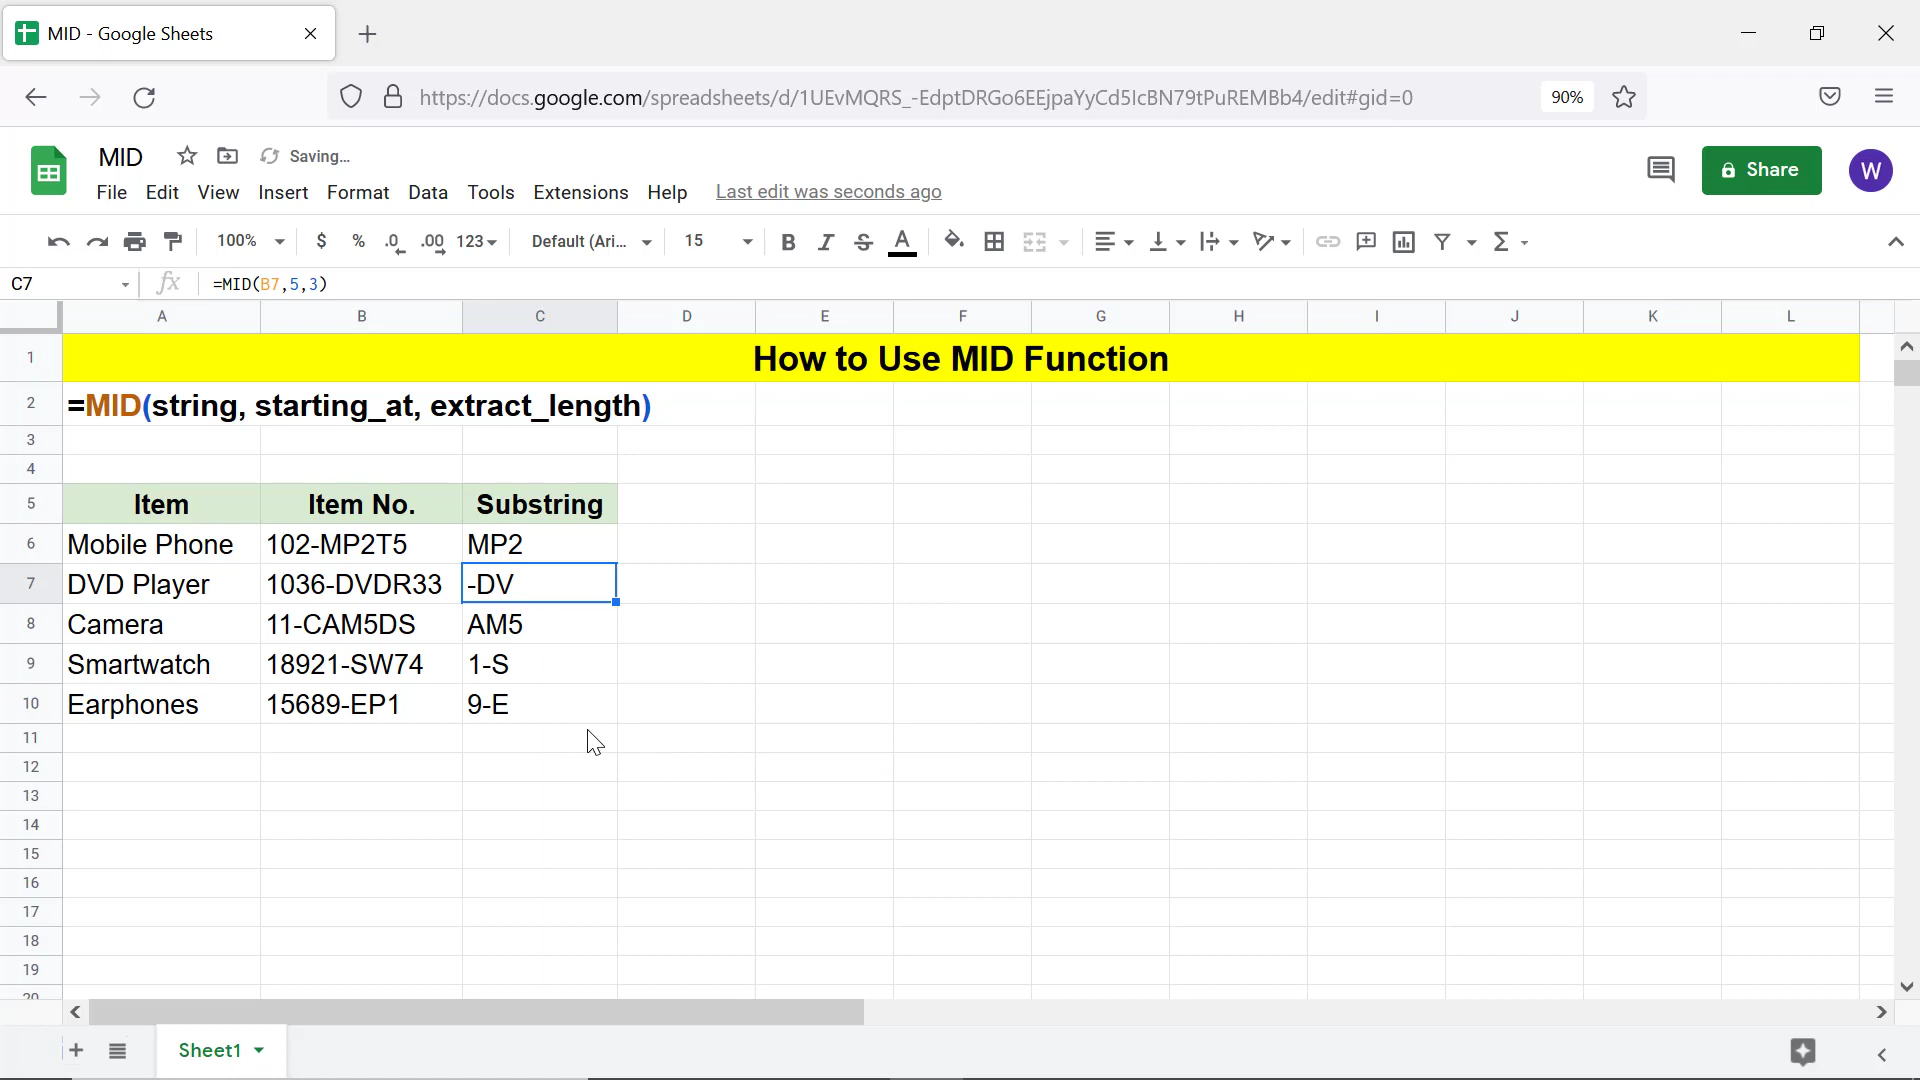 MID - Google Sheets
https://docs.google.com/spreadsheets/d/1UEvMQRS_-EdptDRGo6EEjpaYyCd5IcBN79tPuREMBb4/edit#gid=0 90%
MID Saving...
File Edit View Insert Format Data Tools Extensions Help Last edit was seconds ago
Share W
100% $ % .0 .00 123 Default (Ari... 15 B I S A Σ
C7 fx =MID(B7,5,3)
A B C D E F G H I J K L
1 How to Use MID Function
2 =MID(string, starting_at, extract_length)
3
4
5 Item Item No. Substring
6 Mobile Phone 102-MP2T5 MP2
7 DVD Player 1036-DVDR33 -DV
8 Camera 11-CAM5DS AM5
9 Smartwatch 18921-SW74 1-S
10 Earphones 15689-EP1 9-E
11
12
13
14
15
16
17
18
19
20
Sheet1